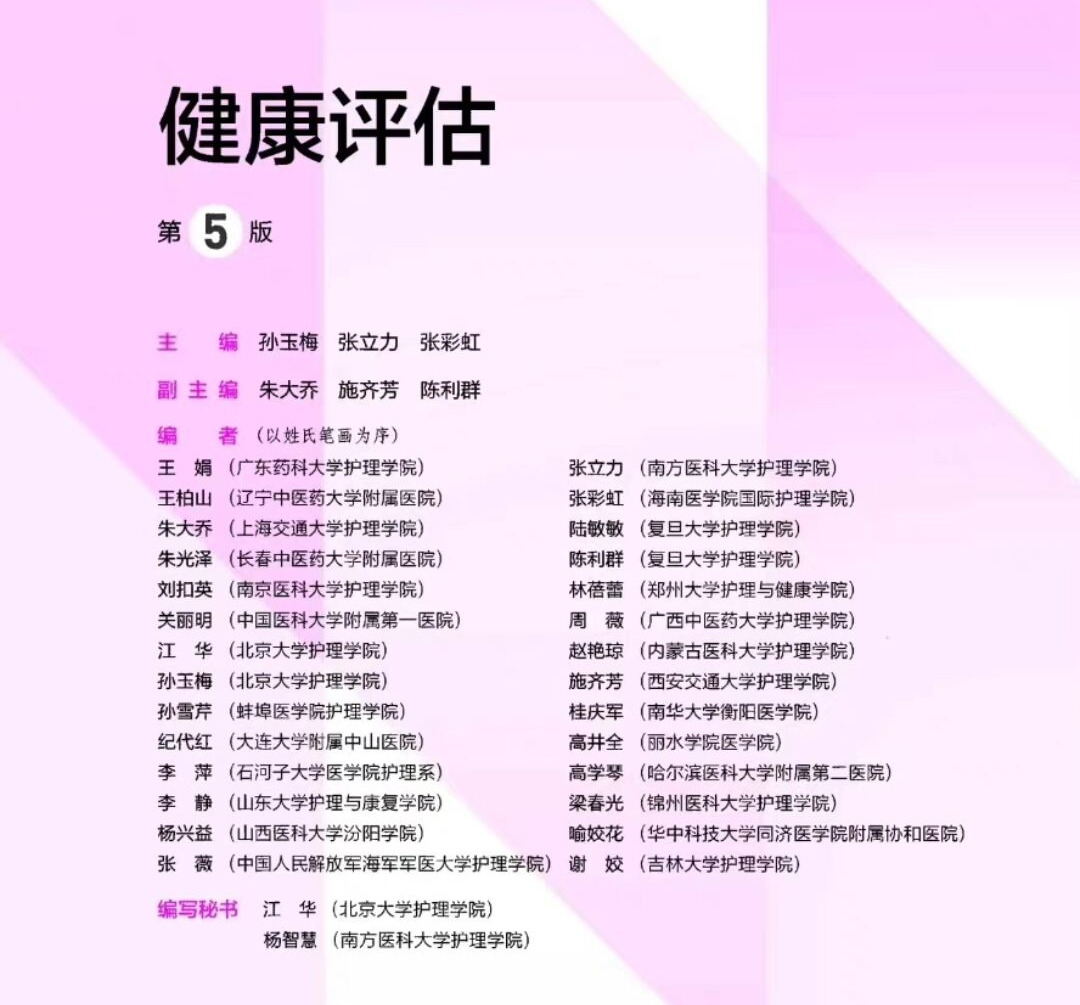 健康评估
第5版
主 编 孙玉梅 张立力 张彩虹
副主编 朱大乔 施齐芳 陈利群
编 者（以姓氏笔画为序）
王 娟（广东药科大学护理学院）
王柏山（辽宁中医药大学附属医院）
朱大乔（上海交通大学护理学院）
朱光泽（长春中医药大学附属医院）
刘扣英（南京医科大学护理学院）
关丽明（中国医科大学附属第一医院）
江 华（北京大学护理学院）
孙玉梅（北京大学护理学院）
孙雪芹（蚌埠医学院护理学院）
纪代红（大连大学附属中山医院）
李 萍（石河子大学医学院护理系）
李 静（山东大学护理与康复学院）
杨兴益（山西医科大学汾阳学院）
张 薇（中国人民解放军海军军医大学护理学院）
张立力（南方医科大学护理学院）
张彩虹（海南医学院国际护理学院）
陆敏敏（复旦大学护理学院）
陈利群（复旦大学护理学院）
林蓓蕾（郑州大学护理与健康学院）
周 薇（广西中医药大学护理学院）
赵艳琼（内蒙古医科大学护理学院）
施齐芳（西安交通大学护理学院）
桂庆军（南华大学衡阳医学院）
高井全（丽水学院医学院）
高学琴（哈尔滨医科大学附属第二医院）
梁春光（锦州医科大学护理学院）
喻姣花（华中科技大学同济医学院附属协和医院）
谢 姣（吉林大学护理学院）
编写秘书 江 华（北京大学护理学院）
杨智慧（南方医科大学护理学院）